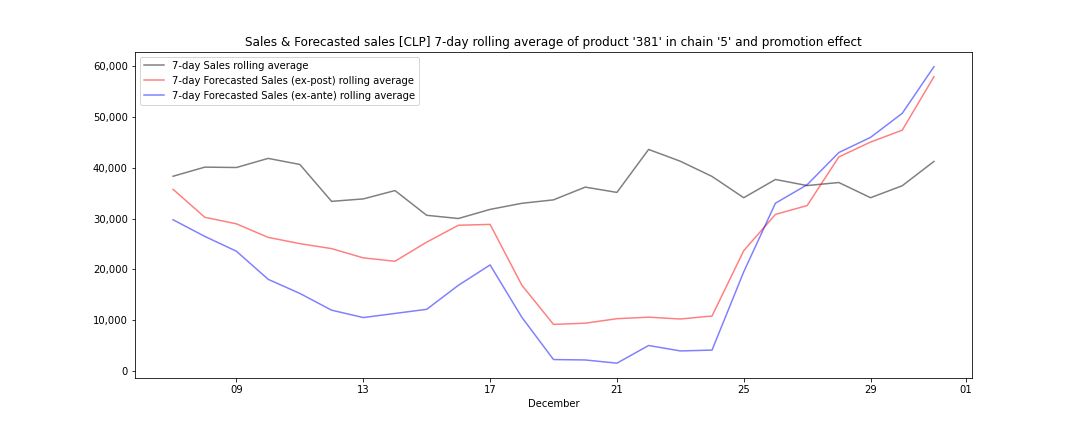 Sales & Forecasted sales [CLP] 7-day rolling average of product '381' in chain '5' and promotion effect
7-day Sales rolling average
7-day Forecasted Sales (ex-post) rolling average
7-day Forecasted Sales (ex-ante) rolling average
60,000
50,000
40,000
30,000
20,000
10,000
0
09 13 17 21 25 29 01
December